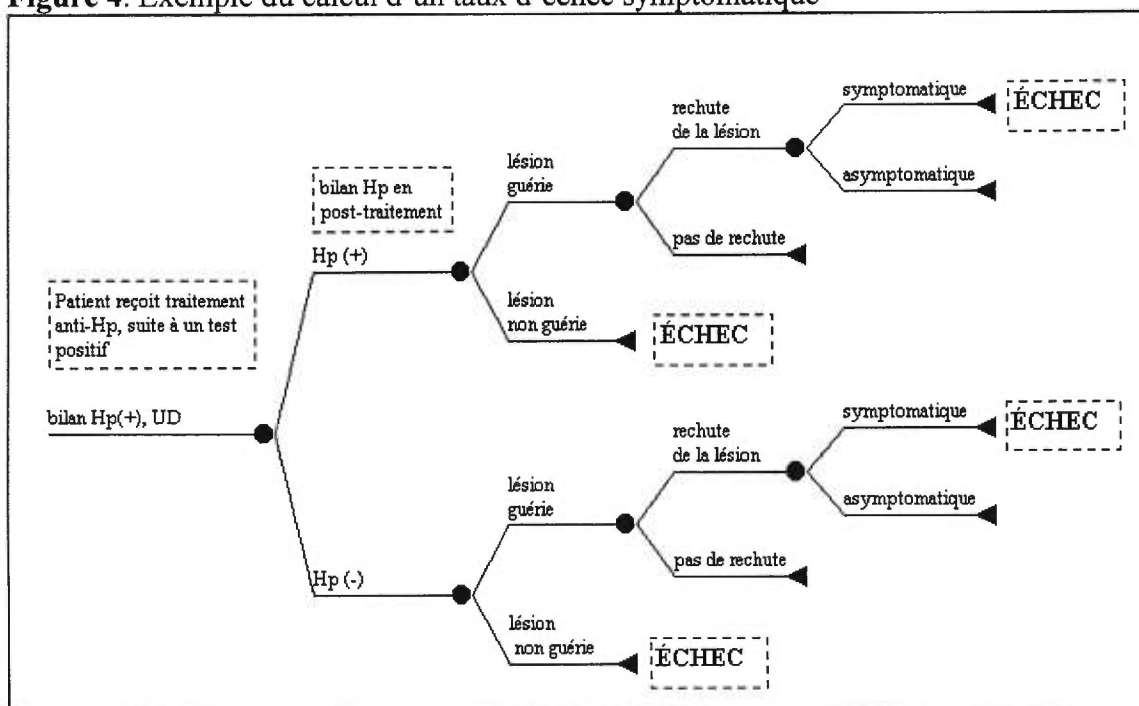 Figure 4. Exemple du calcul d'un taux d'échec symptomatique
symptomatique
ÉCHEC
rechute
de la lésion
asymptomatique
lésion
guérie
bilan Hp en
post-traitement
pas de rechute
Hp (+)
lésion
non guérie
ÉCHEC
Patient reçoit traitement
anti-Hp, suite à un test
positif
bilan Hp(+), UD
symptomatique
ÉCHEC
rechute
de la lésion
asymptomatique
lésion
guérie
pas de rechute
Hp (-)
lésion
non guérie
ÉCHEC